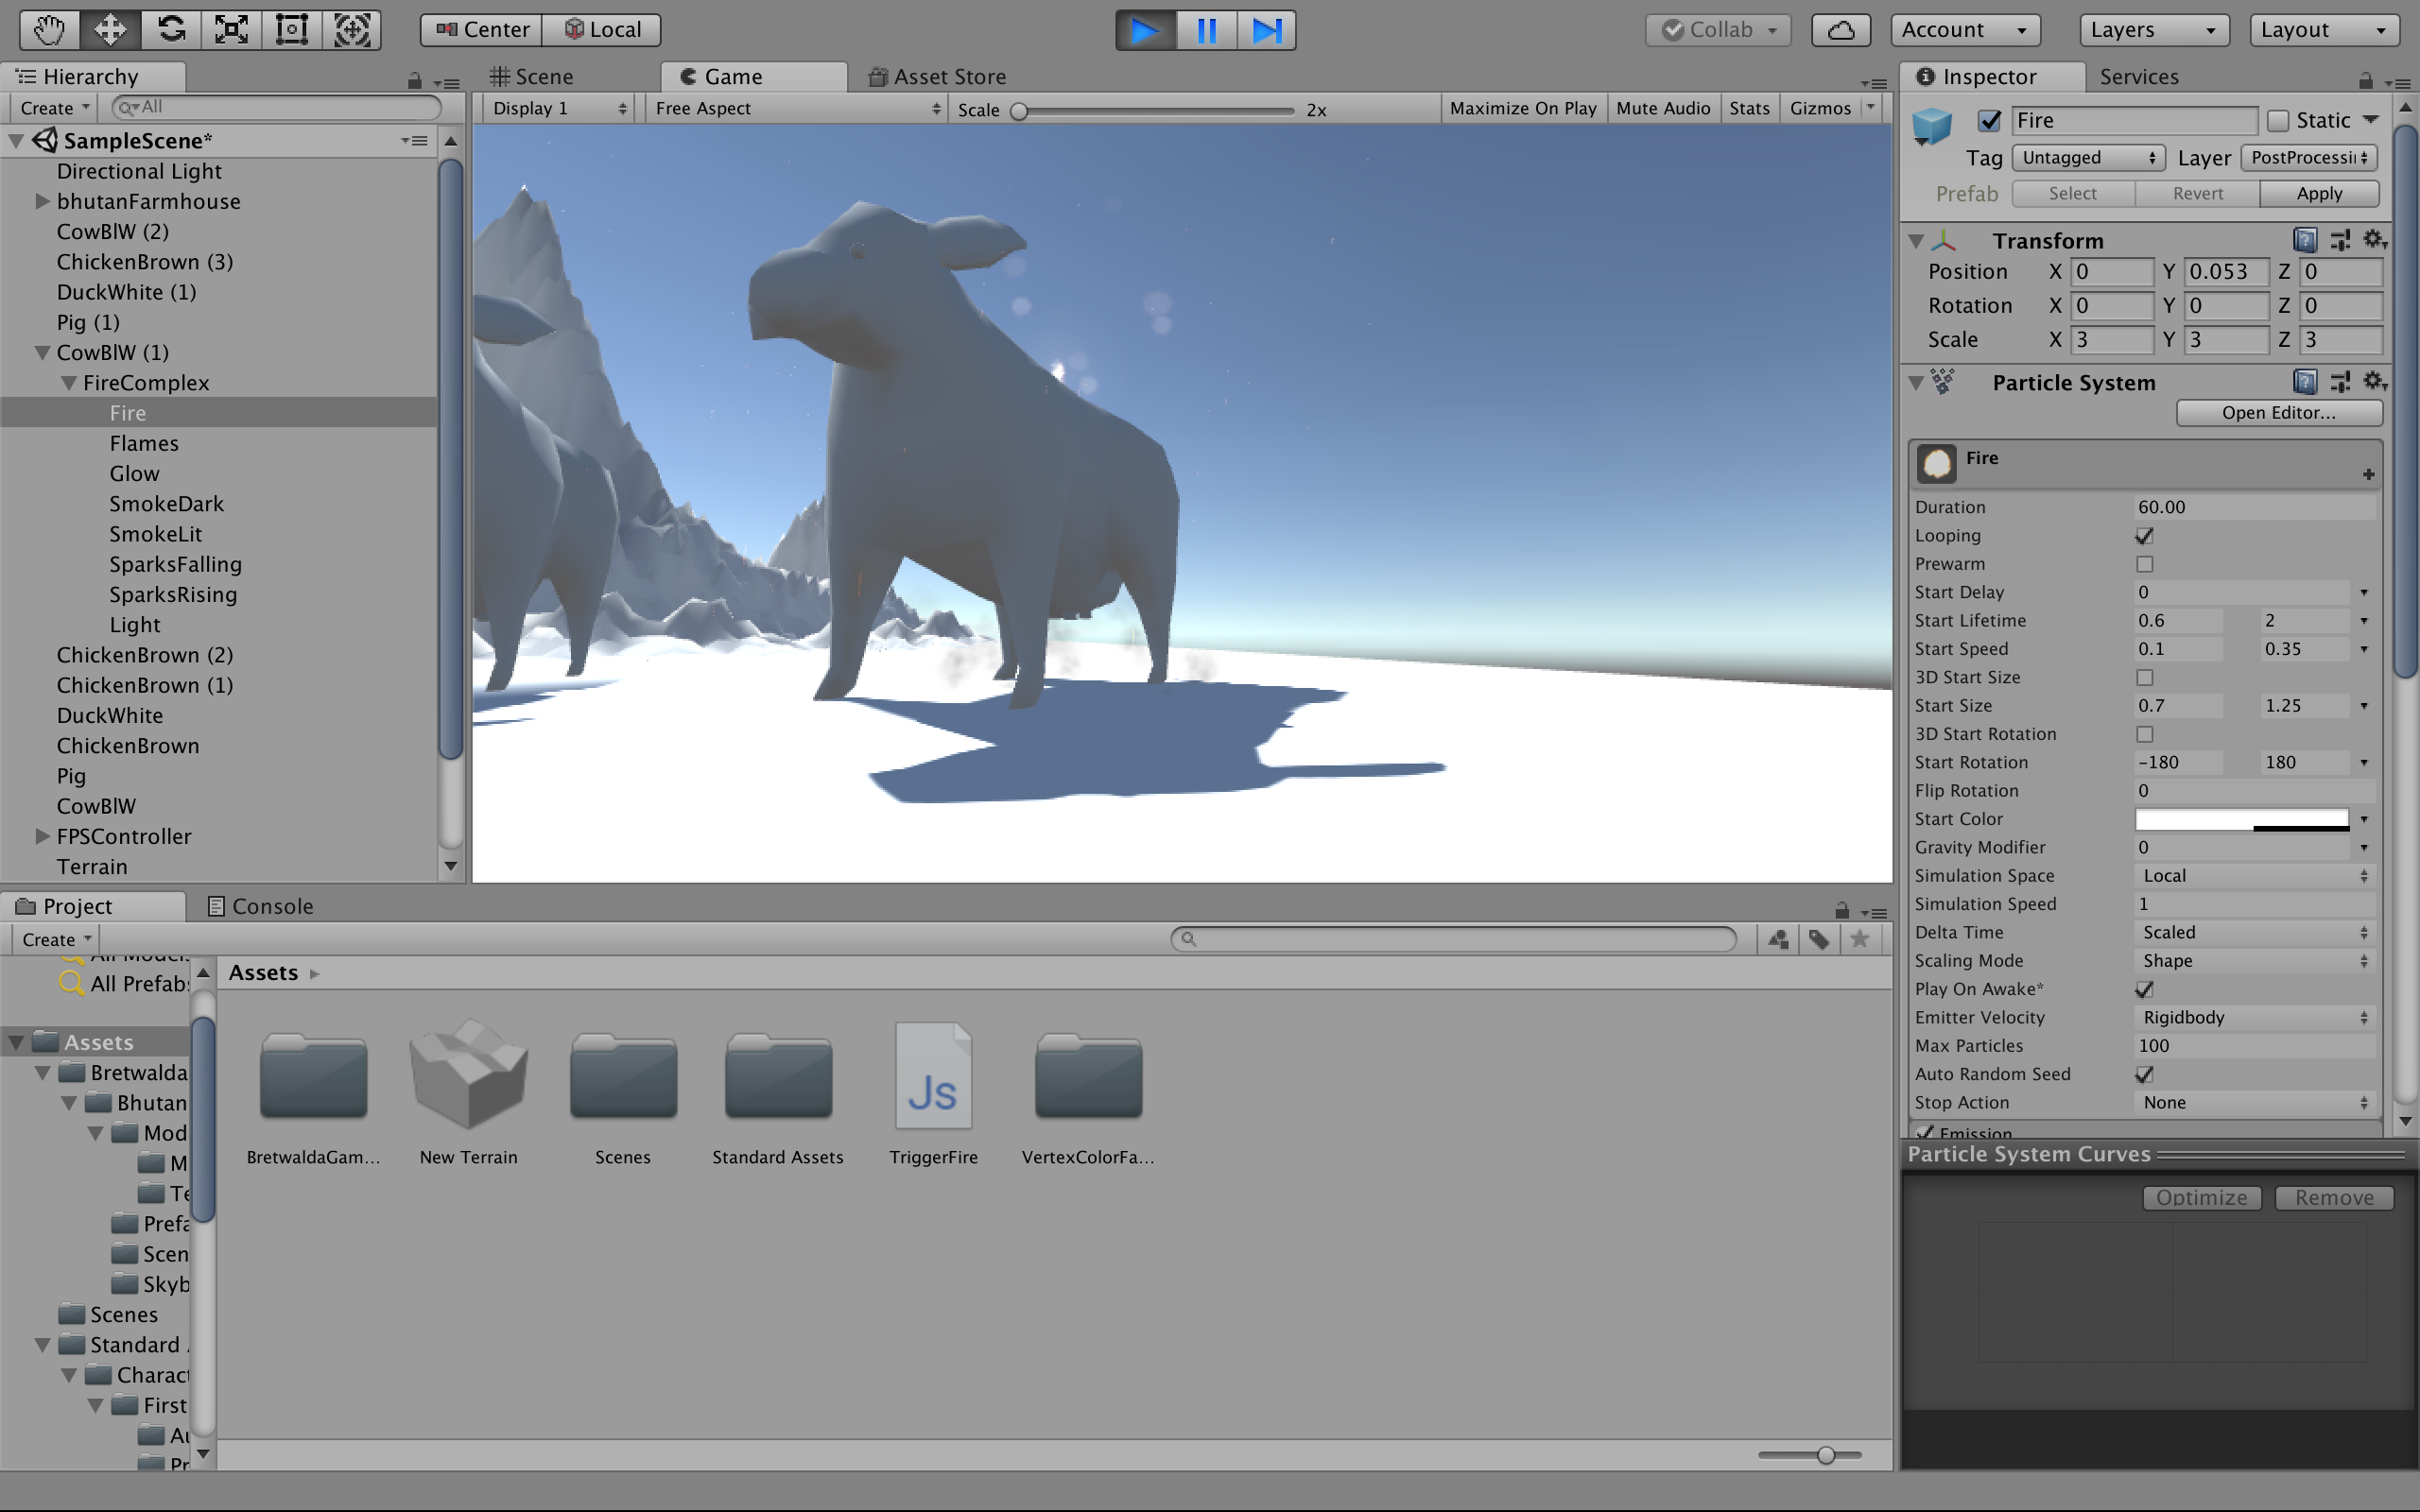 Center Local
Collab Account Layers Layout
Hierarchy
Create All
SampleScene*
Directional Light
bhutanFarmhouse
CowBlW (2)
ChickenBrown (3)
DuckWhite (1)
Pig (1)
CowBlW (1)
FireComplex
Fire
Flames
Glow
SmokeDark
SmokeLit
SparksFalling
SparksRising
Light
ChickenBrown (2)
ChickenBrown (1)
DuckWhite
ChickenBrown
Pig
CowBlW
FPSController
Terrain
Scene Game Asset Store
Display 1 Free Aspect Scale 2x Maximize On Play Mute Audio Stats Gizmos
Inspector Services
Fire Static
Tag Untagged Layer PostProcessi
Prefab Select Revert Apply
Transform
Position X 0 Y 0.053 Z 0
Rotation X 0 Y 0 Z 0
Scale X 3 Y 3 Z 3
Particle System
Open Editor...
Fire
Duration 60.00
Looping
Prewarm
Start Delay 0
Start Lifetime 0.6 2
Start Speed 0.1 0.35
3D Start Size
Start Size 0.7 1.25
3D Start Rotation
Start Rotation -180 180
Flip Rotation 0
Start Color
Gravity Modifier 0
Simulation Space Local
Simulation Speed 1
Delta Time Scaled
Scaling Mode Shape
Play On Awake*
Emitter Velocity Rigidbody
Max Particles 100
Auto Random Seed
Stop Action None
Emission
Particle System Curves
Optimize Remove
Project Console
Create
All Models
All Prefab
Assets
Bretwalda
Bhutan
Mod
M
Te
Prefa
Scen
Skyb
Scenes
Standard
Charact
First
Au
Pr
Assets
Js
BretwaldaGam... New Terrain Scenes Standard Assets TriggerFire VertexColorFa...